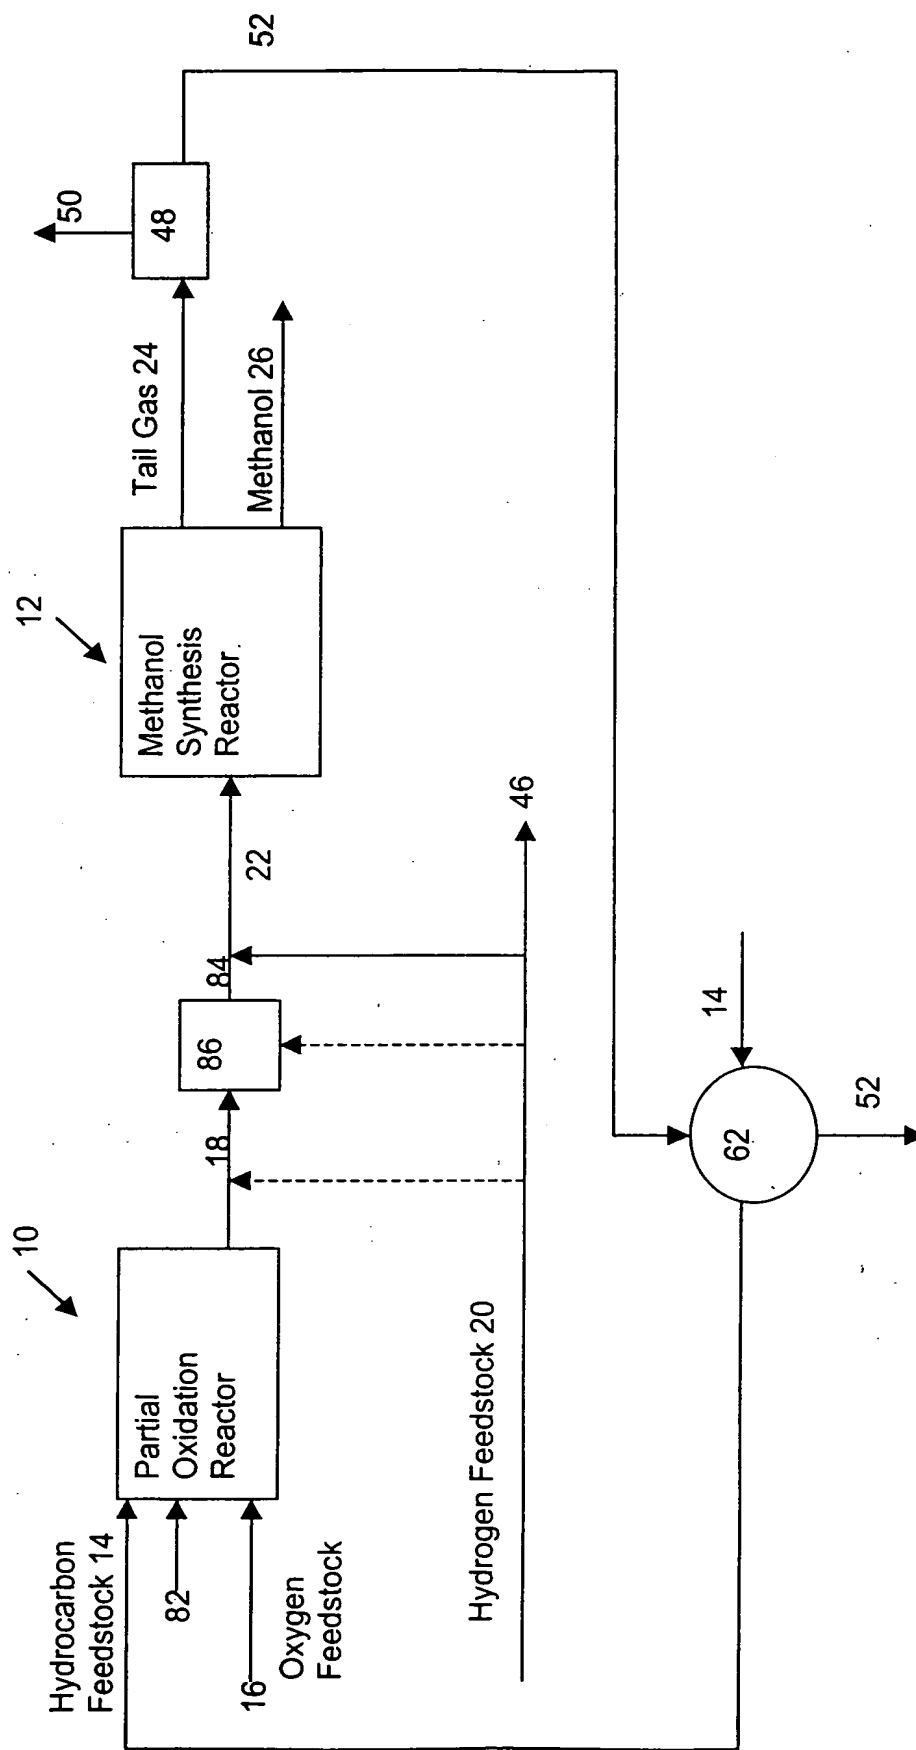 10
12
Hydrocarbon
Feedstock 14
82
16
Oxygen
Feedstock
Partial
Oxidation
Reactor
18
86
84
22
Methanol
Synthesis
Reactor
Tail Gas 24
Methanol 26
48
50
52
Hydrogen Feedstock 20
46
14
62
52